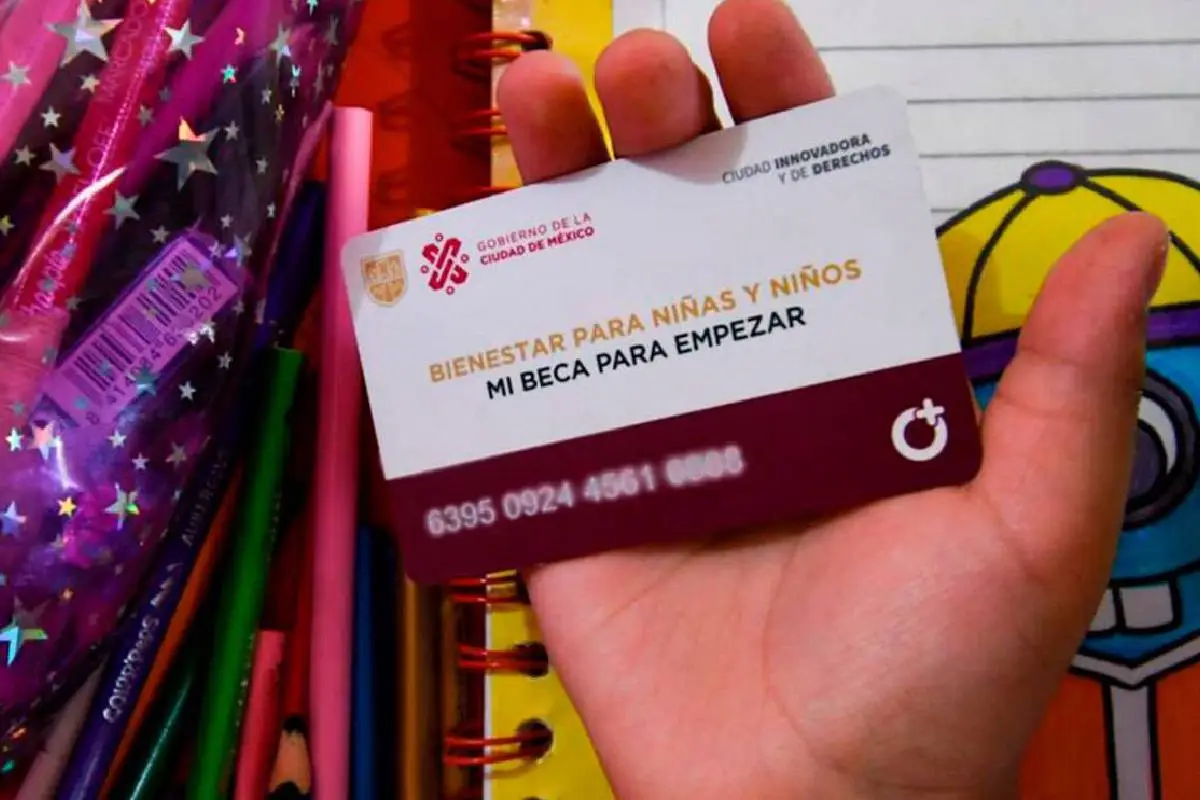 CIUDAD INNOVADORA
Y DE DERECHOS
GOBIERNO DE LA
CIUDAD DE MÉXICO
BIENESTAR PARA NIÑAS Y NIÑOS
MI BECA PARA EMPEZAR
6395 0924 4561